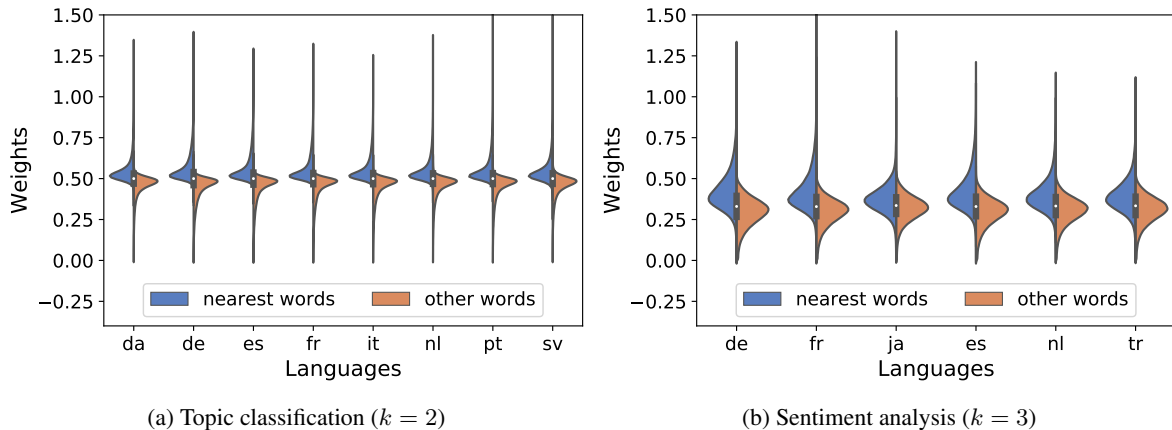 1.50
1.25
1.00
0.75
0.50
0.25
0.00
−0.25
Weights
nearest words other words
da de es fr it nl pt sv
Languages
(a) Topic classification (k = 2)
1.50
1.25
1.00
0.75
0.50
0.25
0.00
−0.25
Weights
nearest words other words
de fr ja es nl tr
Languages
(b) Sentiment analysis (k = 3)